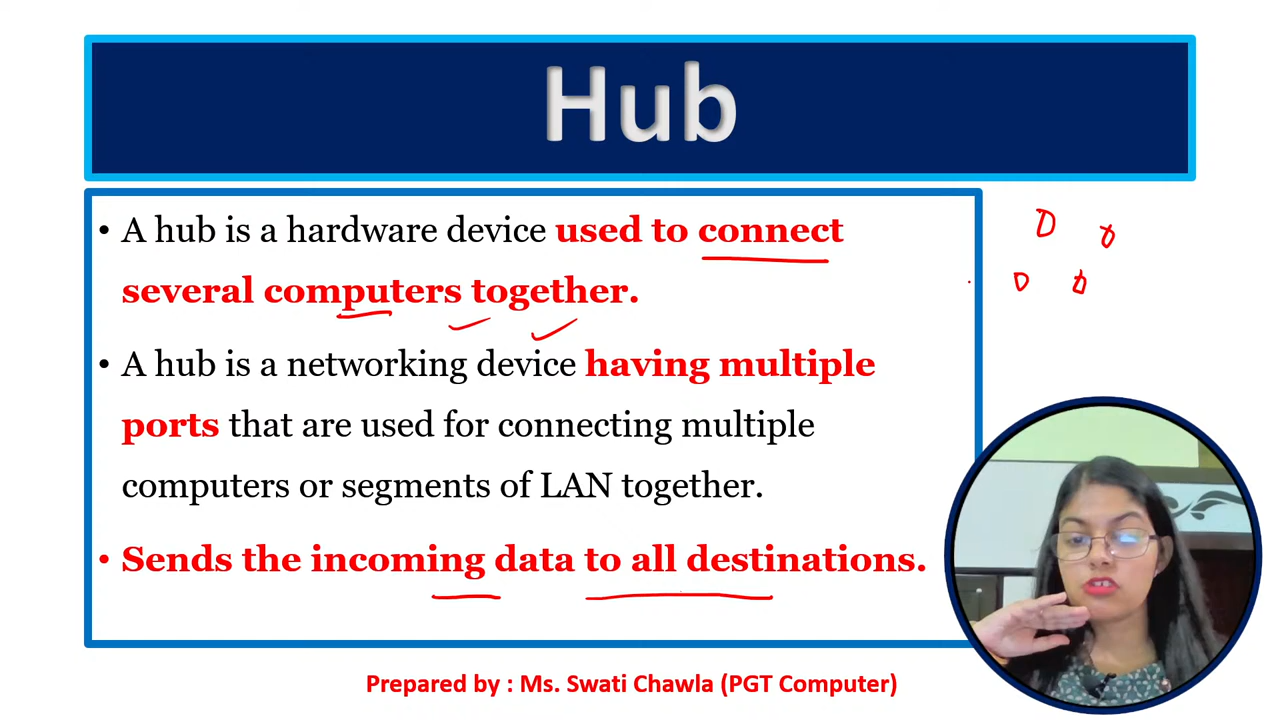 Hub
• A hub is a hardware device used to connect
several computers together.
• A hub is a networking device having multiple
ports that are used for connecting multiple
computers or segments of LAN together.
• Sends the incoming data to all destinations.
Prepared by : Ms. Swati Chawla (PGT Computer)